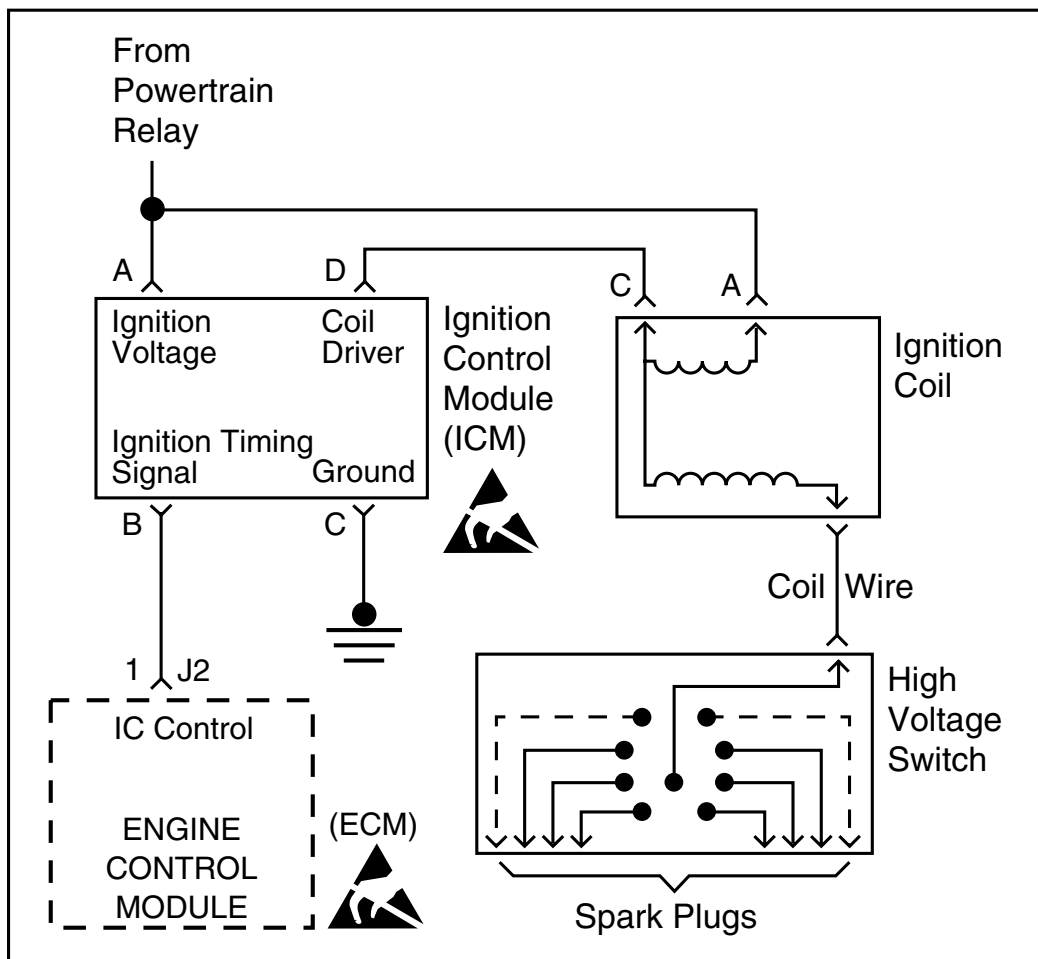 From
Powertrain
Relay
A
D
C
A
Ignition
Voltage
Coil
Driver
Ignition Timing
Signal
Ground
Ignition
Control
Module
(ICM)
Ignition
Coil
B
C
Coil Wire
1
J2
IC Control
ENGINE
CONTROL
MODULE
(ECM)
High
Voltage
Switch
Spark Plugs